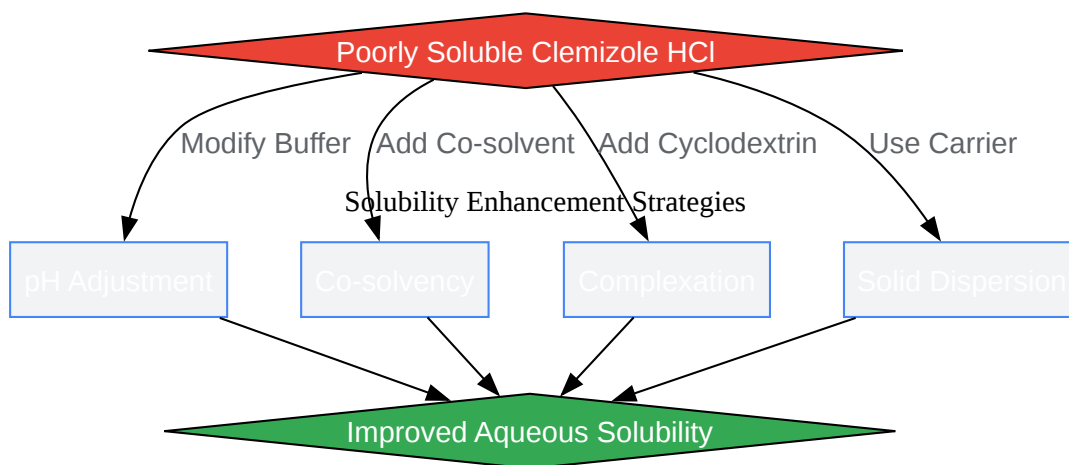 Poorly Soluble Clemizole HCl
Modify Buffer
Add Co-solvent
Add Cyclodextrin
Use Carrier
Solubility Enhancement Strategies
pH Adjustment
Co-solvency
Complexation
Solid Dispersion
Improved Aqueous Solubility